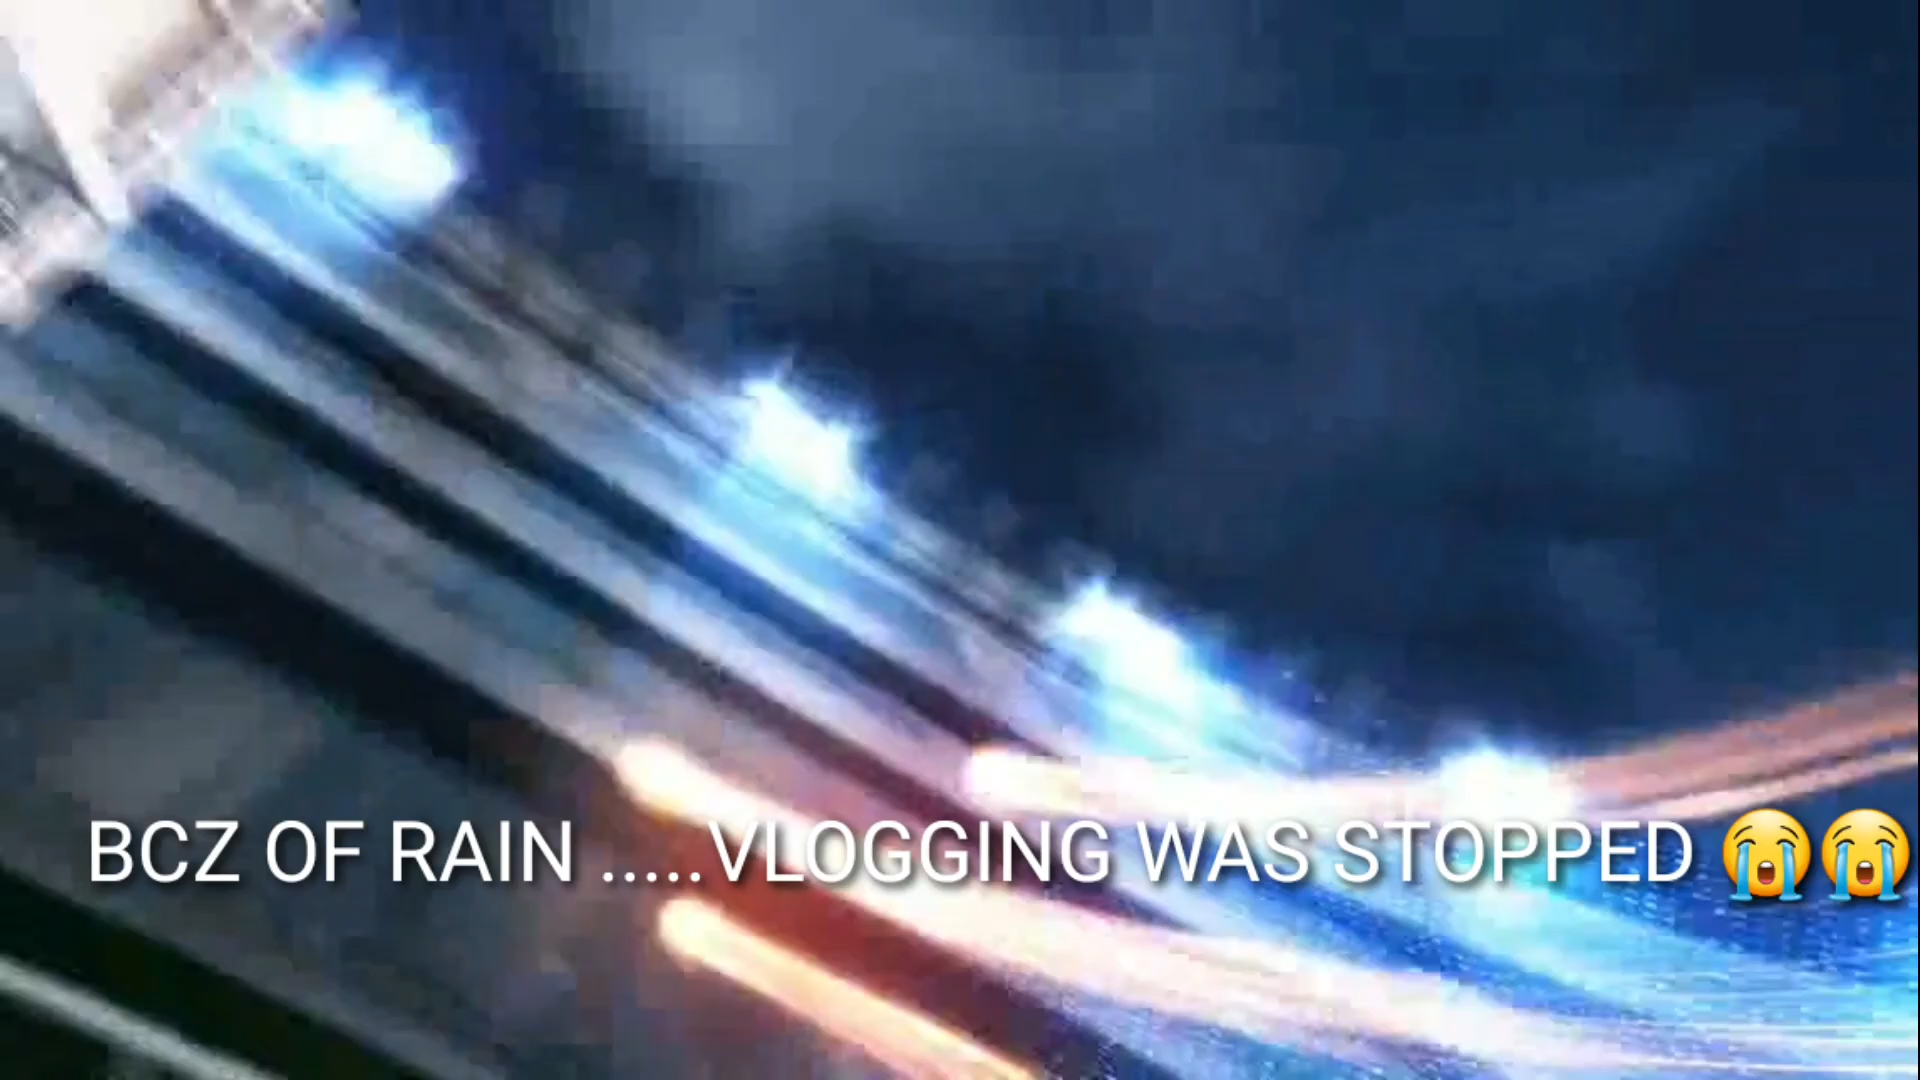 BCZ OF RAIN .....VLOGGING WAS STOPPED 😭😭